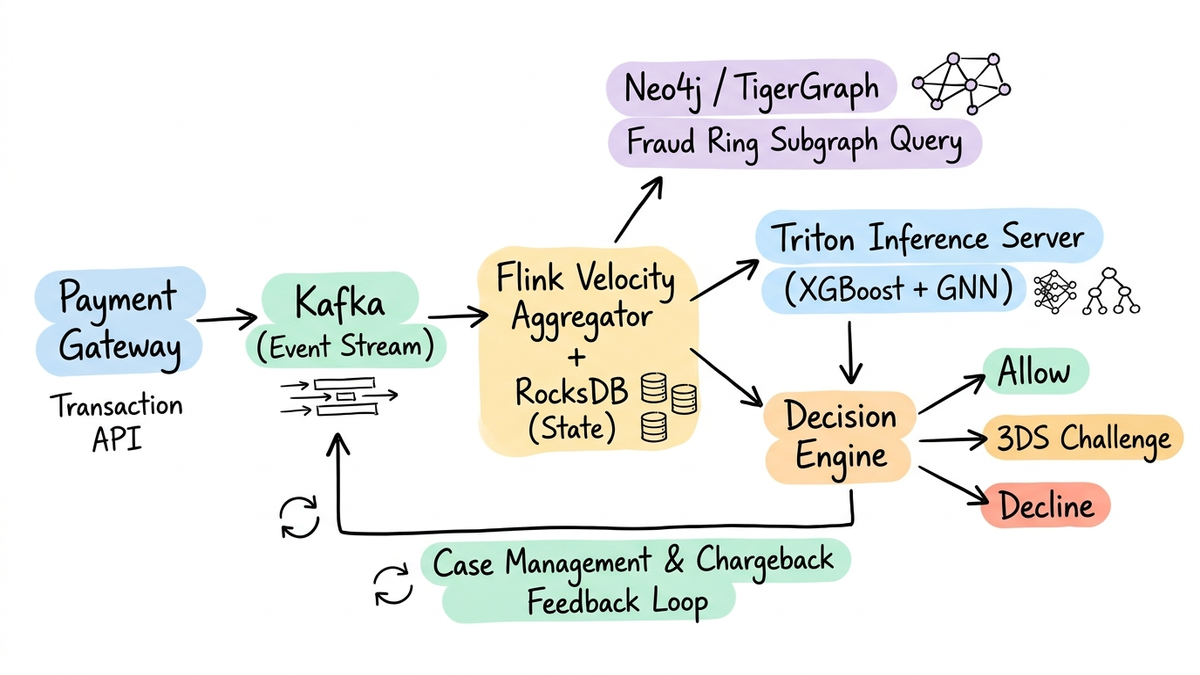 Neo4j / TigerGraph
Fraud Ring Subgraph Query
Payment
Gateway
Transaction
API
Kafka
(Event Stream)
Flink Velocity
Aggregator
+
RocksDB
(State)
Triton Inference Server
(XGBoost + GNN)
Decision
Engine
Allow
3DS Challenge
Decline
Case Management & Chargeback
Feedback Loop